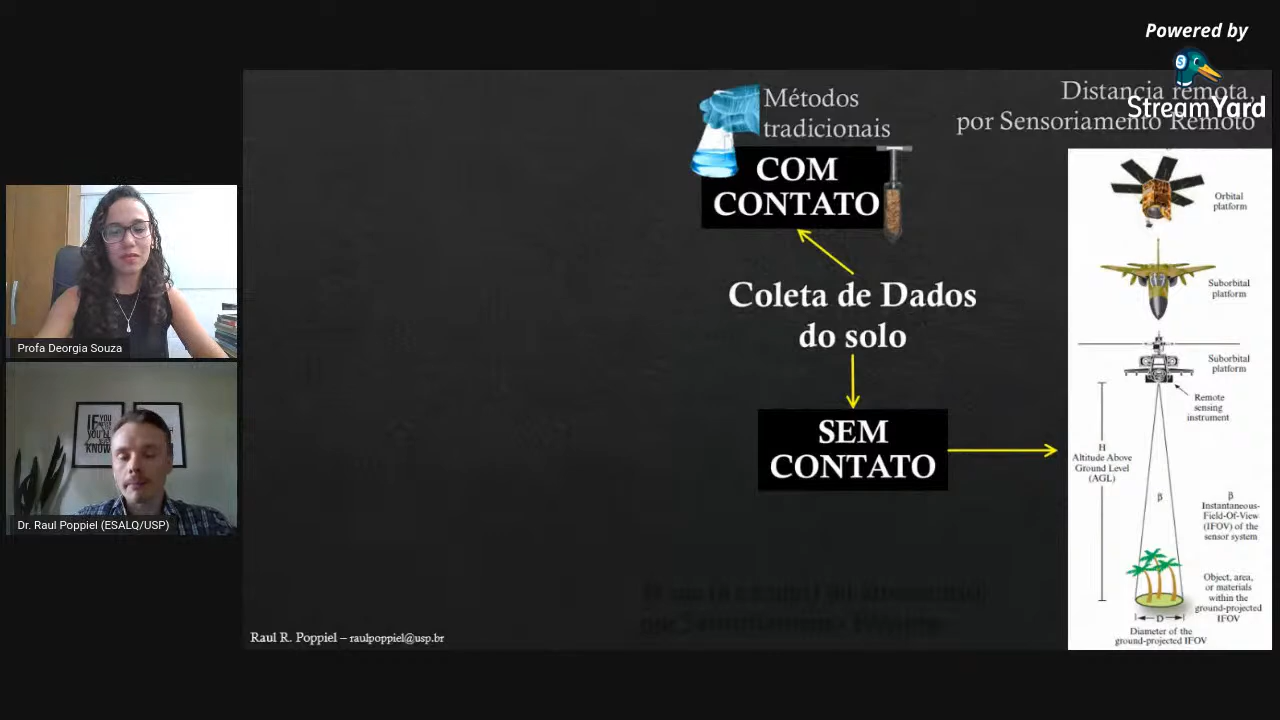 Powered by
StreamYard
Métodos
tradicionais
Distancia remota,
por Sensoriamento Remoto
COM
CONTATO
Coleta de Dados
do solo
SEM
CONTATO
Orbital
platform
Suborbital
platform
Suborbital
platform
Remote
sensing
instrument
H
Altitude Above
Ground Level
(AGL)
β
β
Instantaneous-
Field-Of-View
(IFOV) of the
sensor system
Object, area,
or materials
within the
ground-projected
IFOV
D
Diameter of the
ground-projected IFOV
Profa Deorgia Souza
IF YOU
KNOW
Dr. Raul Poppiel (ESALQ/USP)
Raul R. Poppiel – raulpoppiel@usp.br